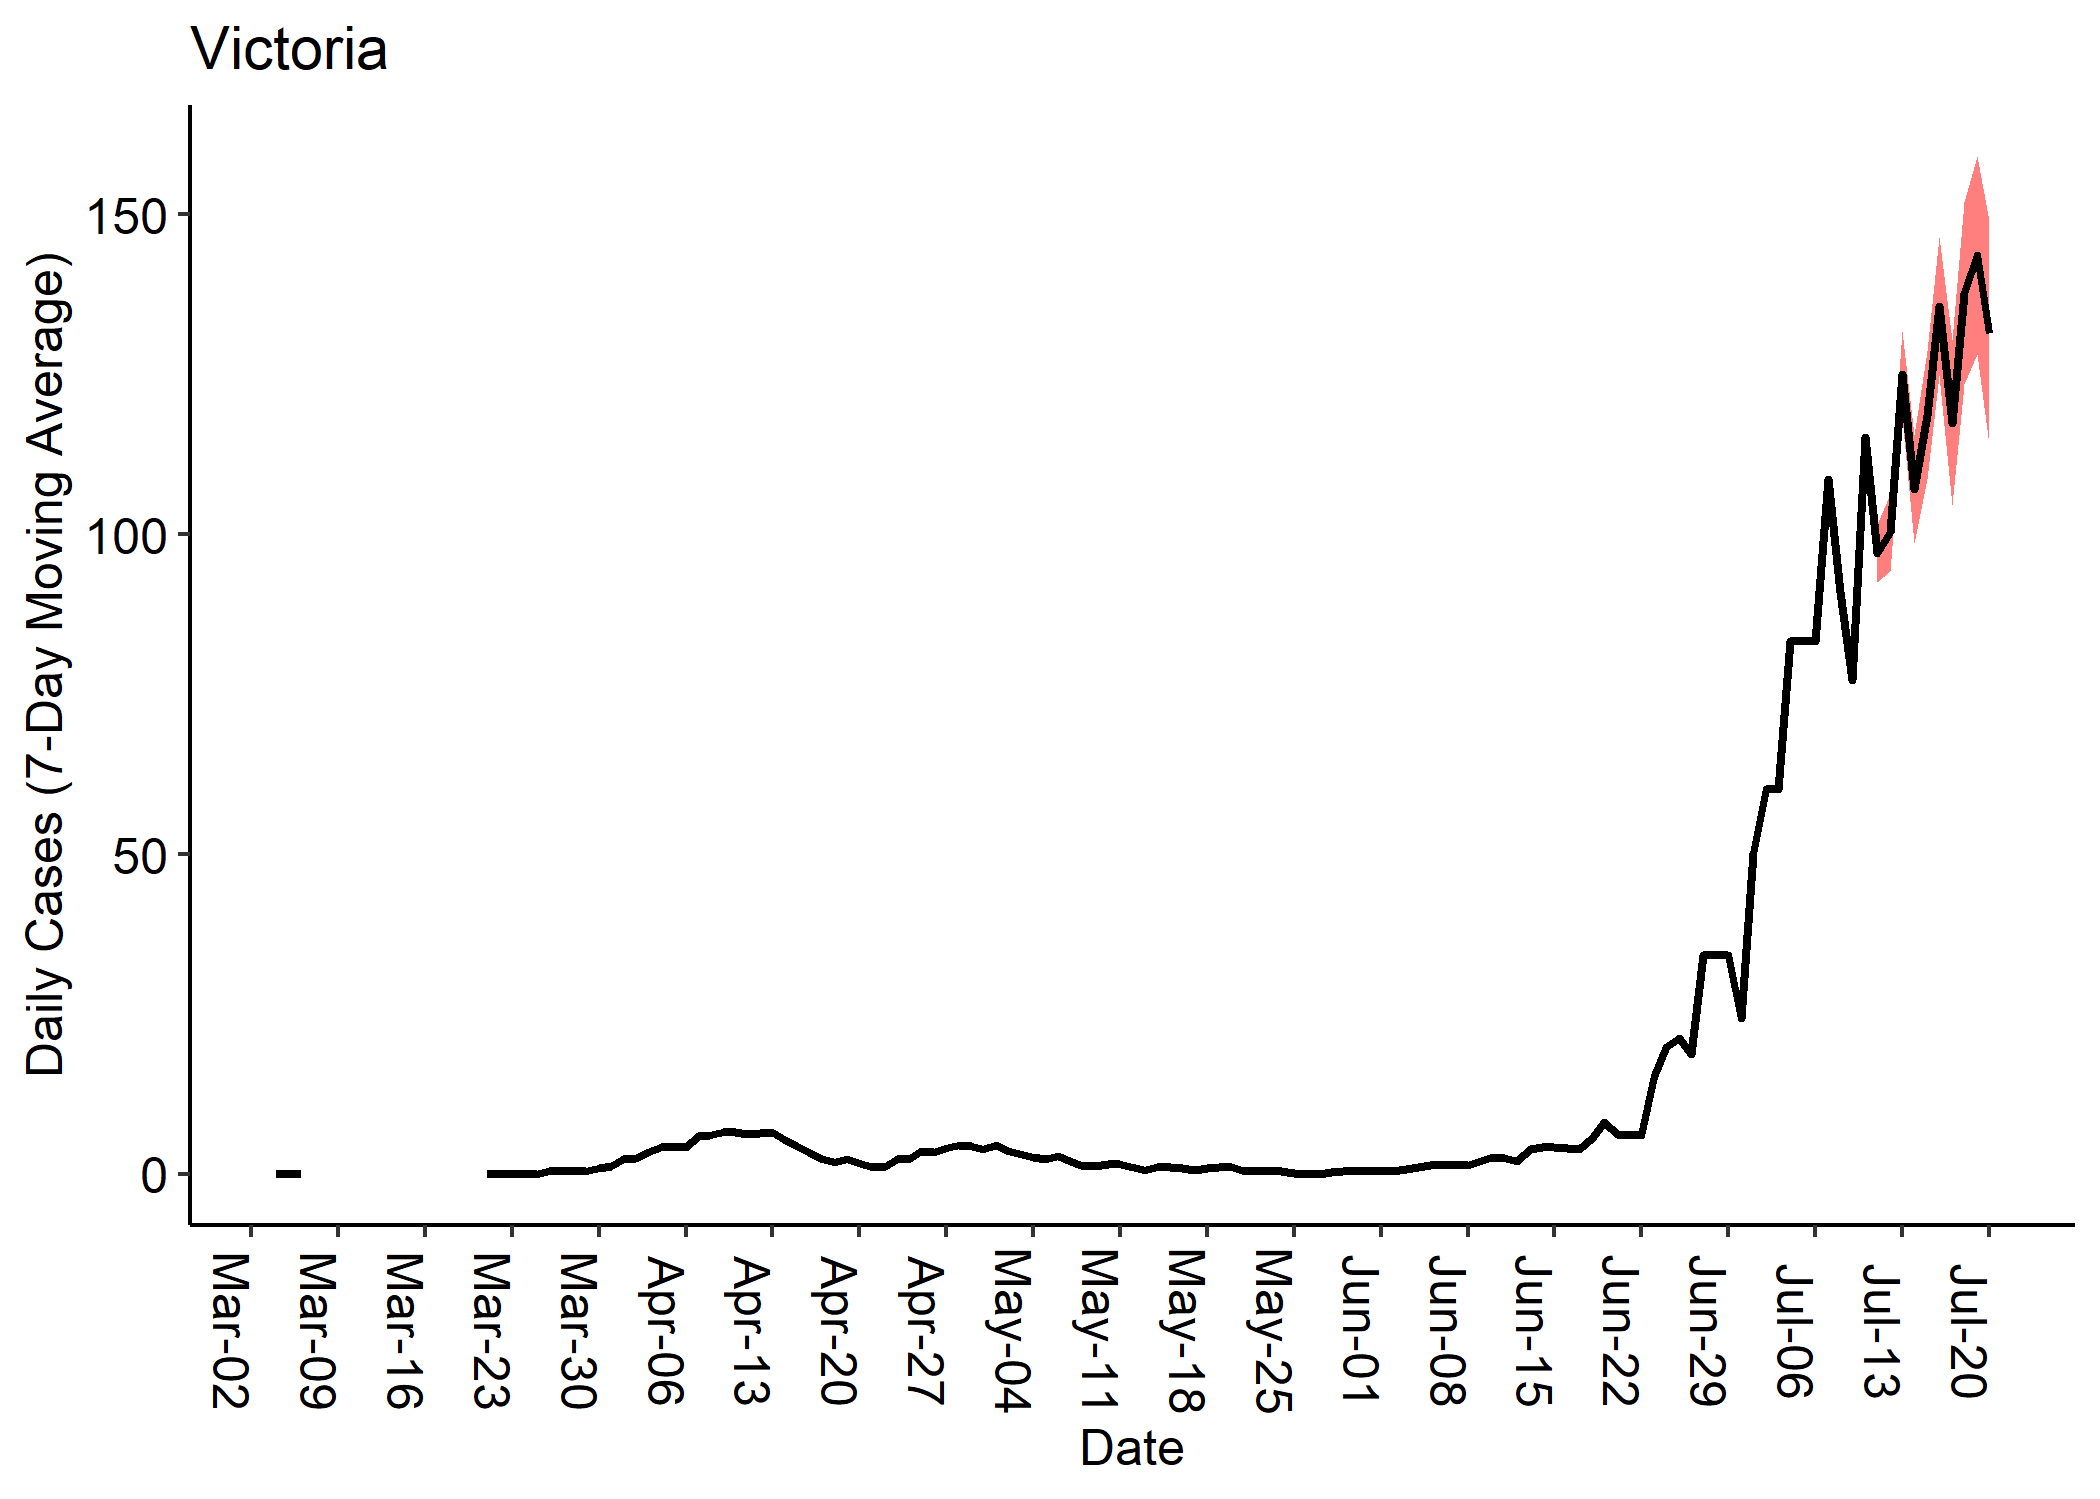 Victoria
Daily Cases (7-Day Moving Average)
150
100
50
0
Mar-02
Mar-09
Mar-16
Mar-23
Mar-30
Apr-06
Apr-13
Apr-20
Apr-27
May-04
May-11
May-18
May-25
Jun-01
Jun-08
Jun-15
Jun-22
Jun-29
Jul-06
Jul-13
Jul-20
Date